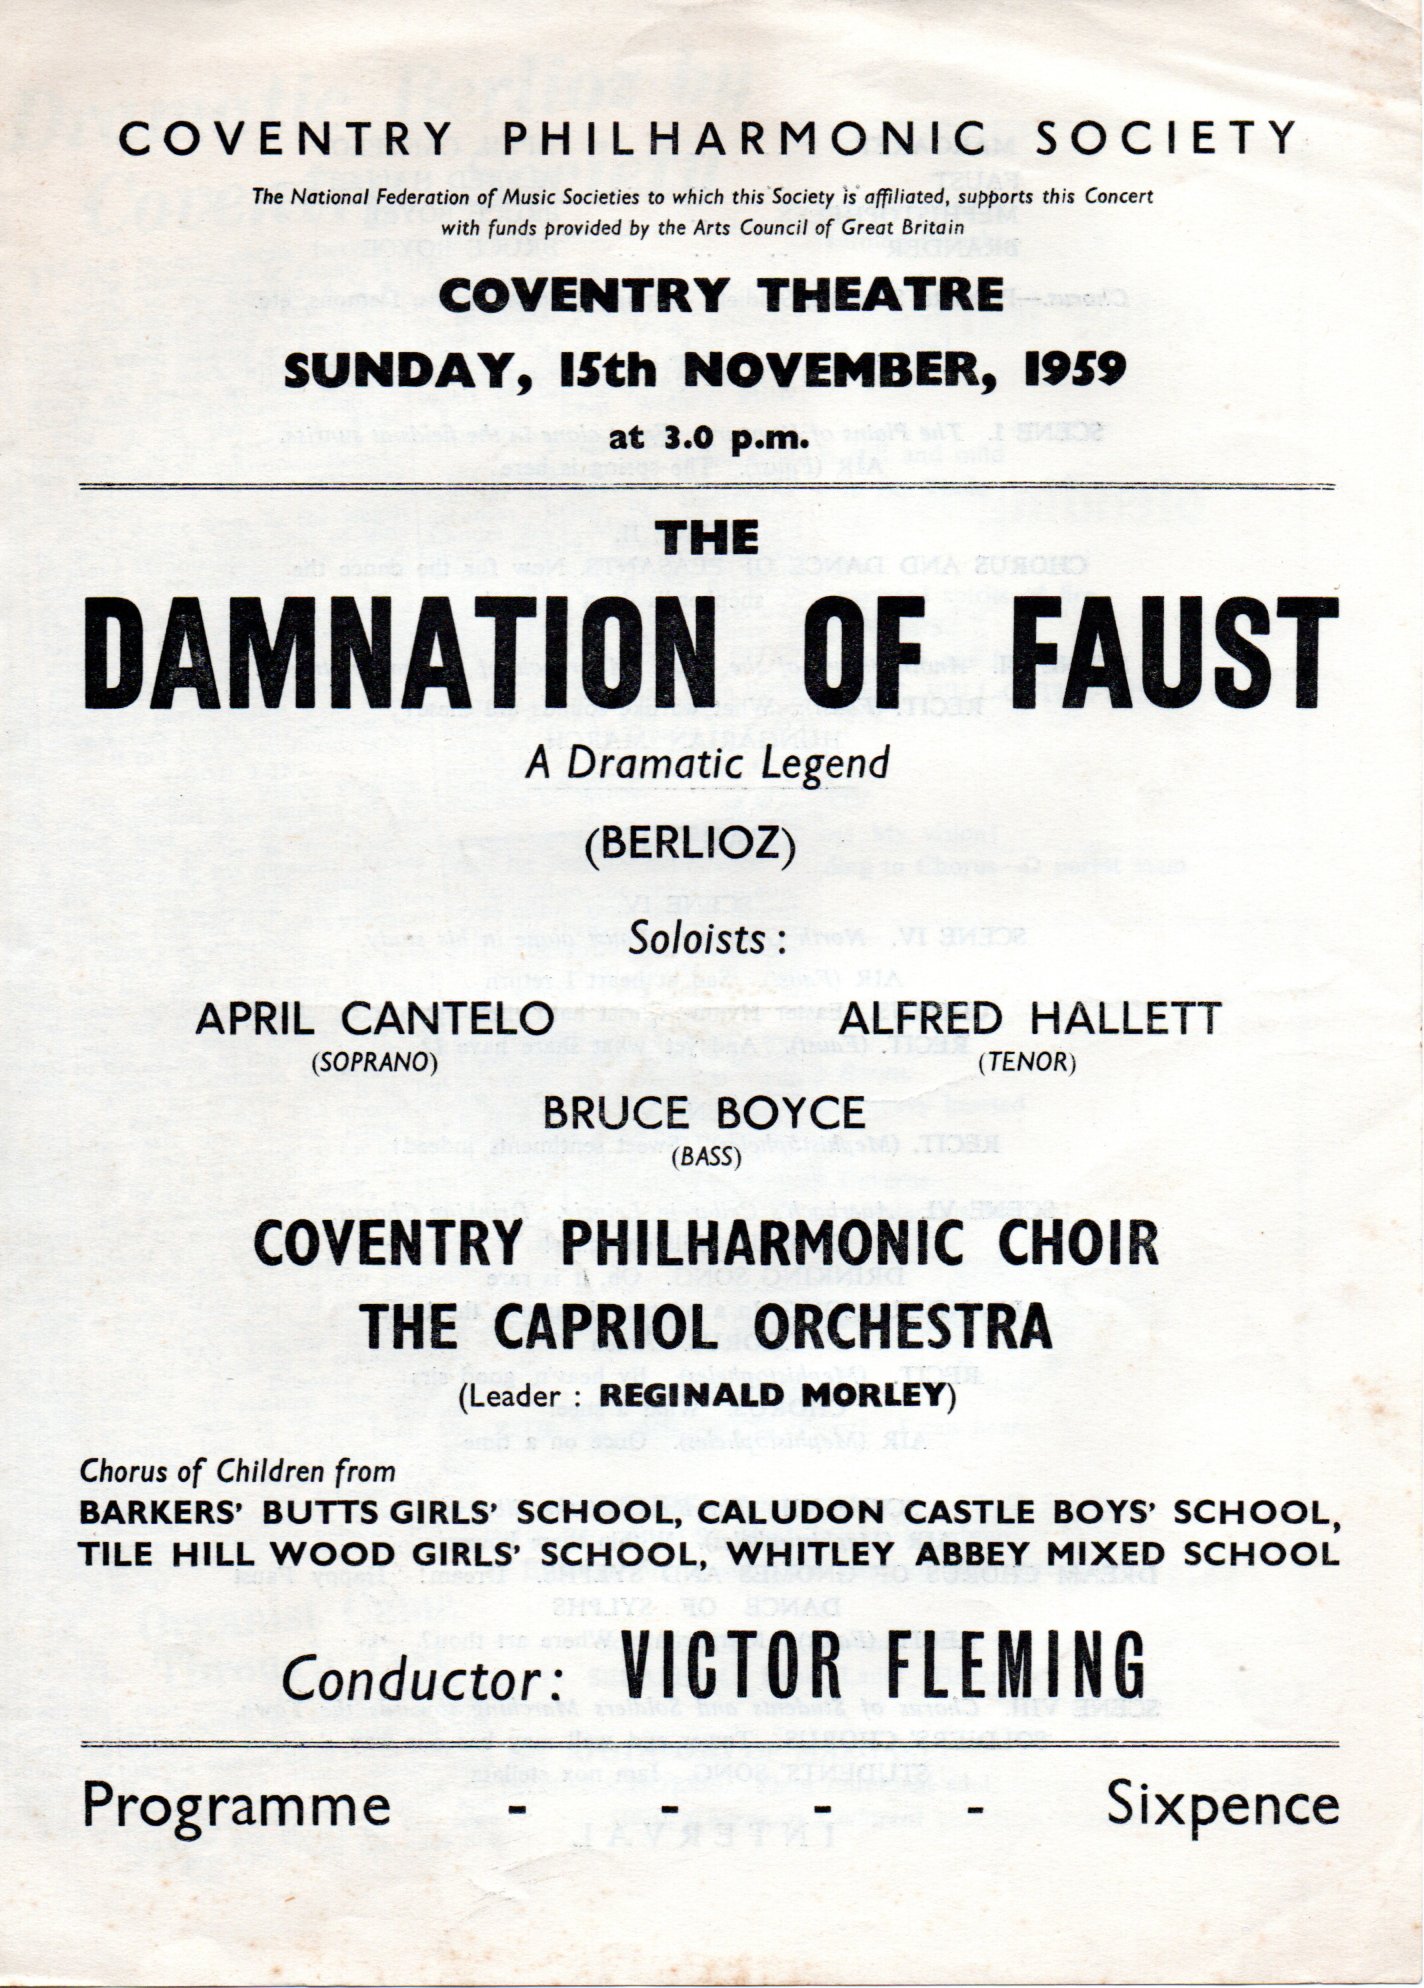 COVENTRY PHILHARMONIC SOCIETY
The National Federation of Music Societies to which this Society is affiliated, supports this Concert
with funds provided by the Arts Council of Great Britain
COVENTRY THEATRE
SUNDAY, 15th NOVEMBER, 1959
at 3.0 p.m.
THE
DAMNATION OF FAUST
A Dramatic Legend
(BERLIOZ)
Soloists :
APRIL CANTELO ALFRED HALLETT
(SOPRANO) (TENOR)
BRUCE BOYCE
(BASS)
COVENTRY PHILHARMONIC CHOIR
THE CAPRIOL ORCHESTRA
(Leader : REGINALD MORLEY)
Chorus of Children from
BARKERS' BUTTS GIRLS' SCHOOL, CALUDON CASTLE BOYS' SCHOOL,
TILE HILL WOOD GIRLS' SCHOOL, WHITLEY ABBEY MIXED SCHOOL
Conductor: VICTOR FLEMING
Programme - - - - Sixpence